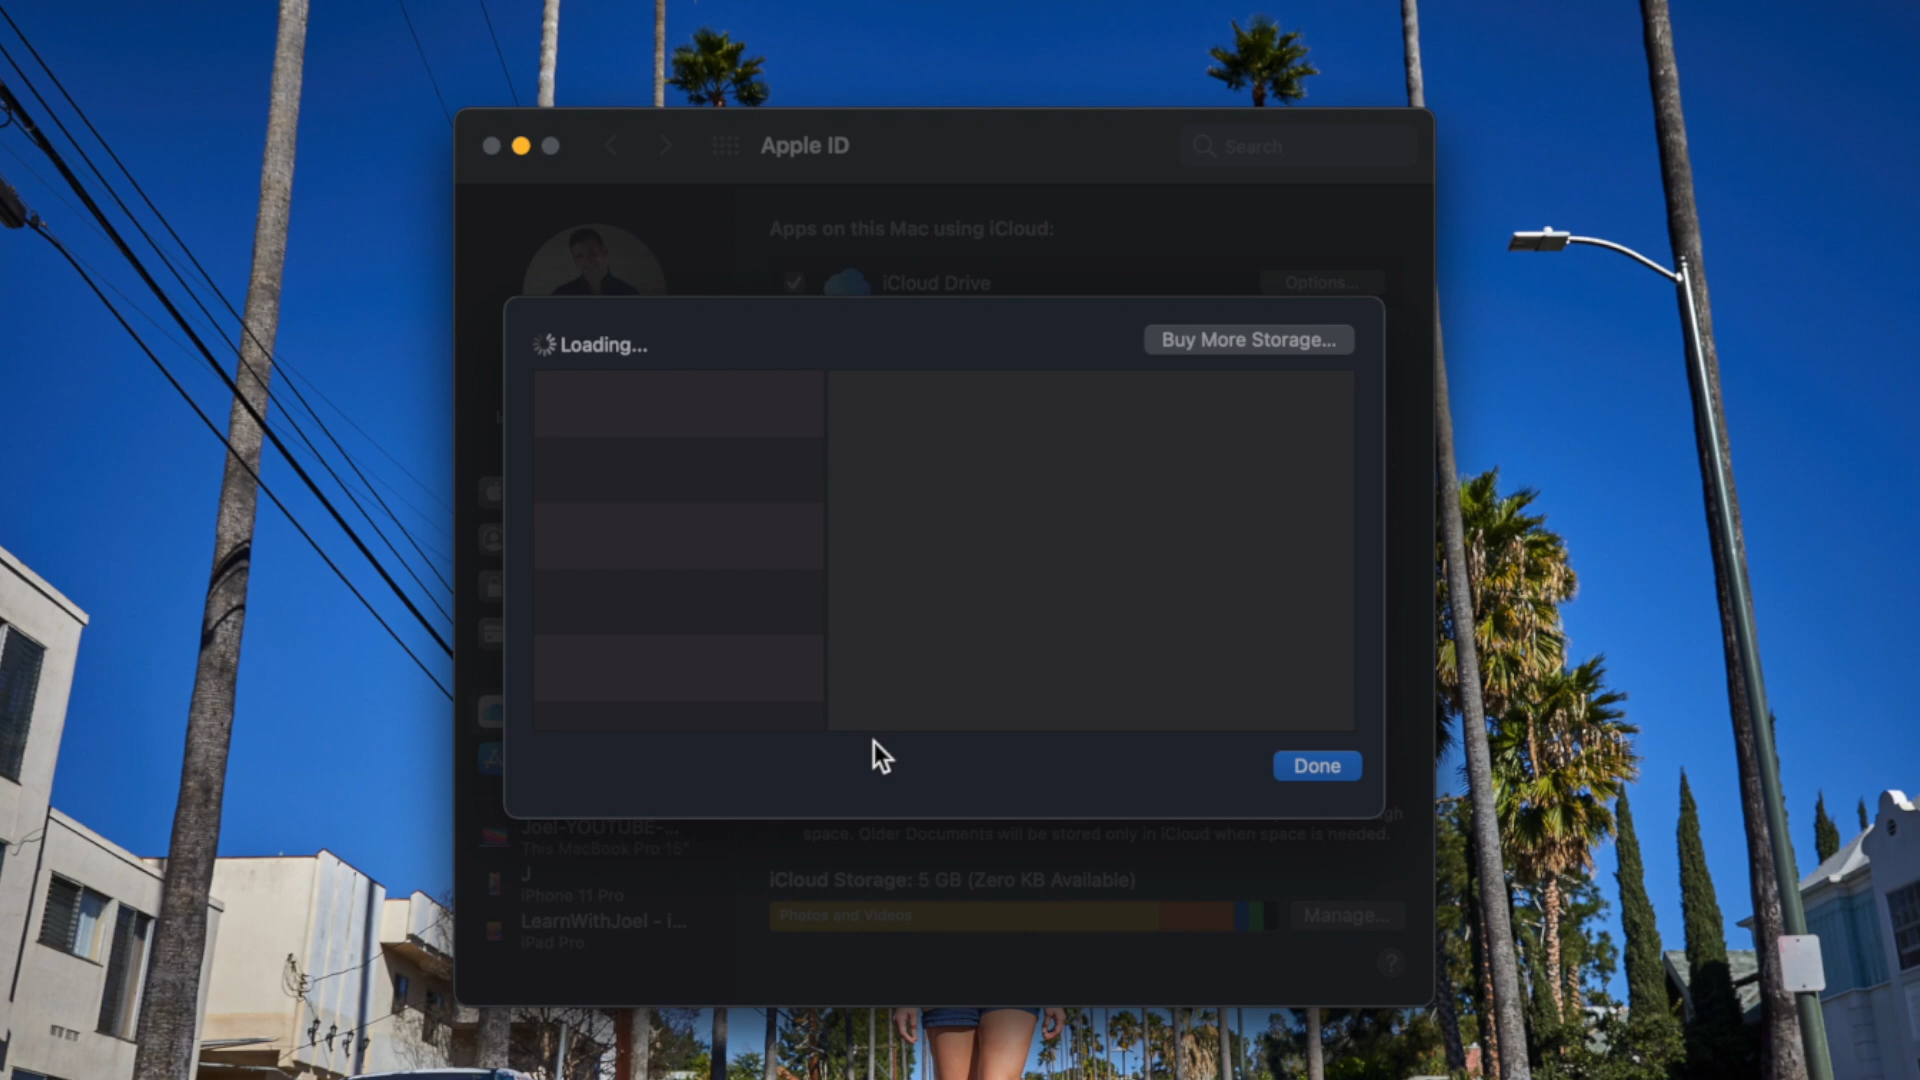 Apple ID
Search
Apps on this Mac using iCloud:
iCloud Drive
Options...
Loading...
Buy More Storage...
Done
space. Older Documents will be stored only in iCloud when space is needed.
Joel-YOUTUBE-...
This MacBook Pro 16"
J
iPhone 11 Pro
LearnWithJoel - i...
iPad Pro
iCloud Storage: 5 GB (Zero KB Available)
Photos and Videos
Manage...
?